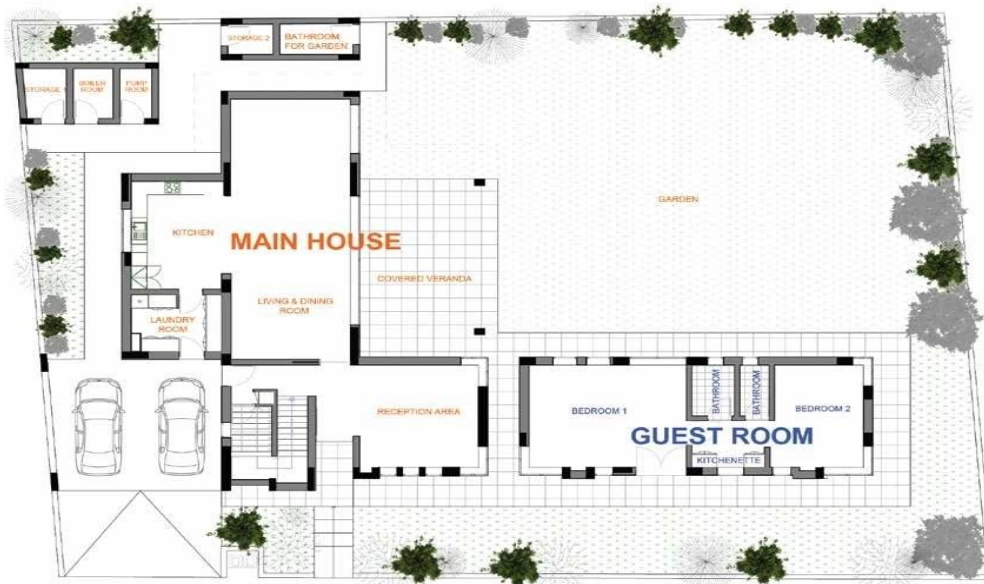 STORAGE 2
BATHROOM
FOR GARDEN
STORAGE 1
BOILER
ROOM
PUMP
ROOM
GARDEN
KITCHEN
MAIN HOUSE
COVERED VERANDA
LIVING & DINING
ROOM
LAUNDRY
ROOM
RECEPTION AREA
BEDROOM 1
BATHROOM
BATHROOM
BEDROOM 2
GUEST ROOM
KITCHENETTE